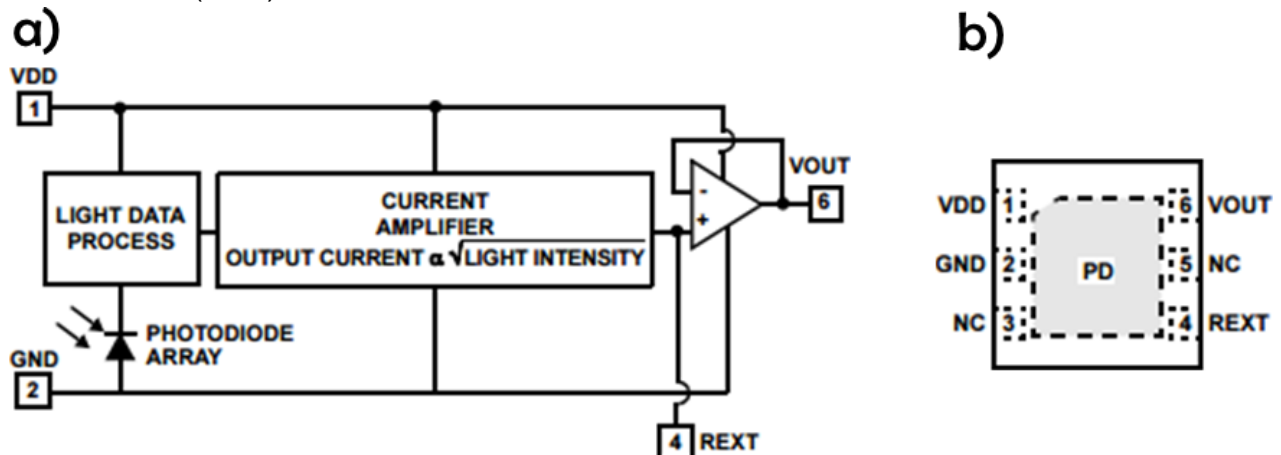 a)
VDD
1
LIGHT DATA
PROCESS
CURRENT
AMPLIFIER
OUTPUT CURRENT α √LIGHT INTENSITY
-
+
VOUT
6
PHOTODIODE
ARRAY
GND
2
4 REXT
b)
VDD 1 6 VOUT
GND 2 PD 5 NC
NC 3 4 REXT